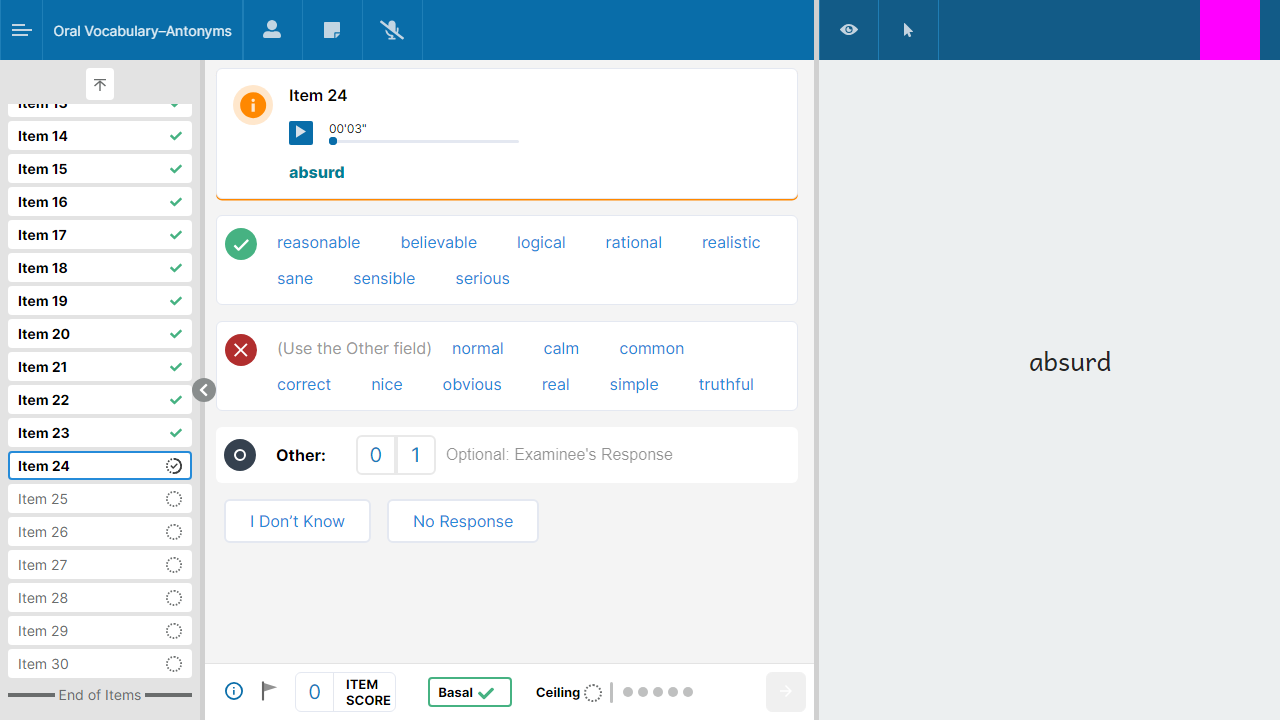 Oral Vocabulary–Antonyms
Item 14
Item 15
Item 16
Item 17
Item 18
Item 19
Item 20
Item 21
Item 22
Item 23
Item 24
Item 25
Item 26
Item 27
Item 28
Item 29
Item 30
End of Items
Item 24
00'03"
absurd
reasonable believable logical rational realistic
sane sensible serious
(Use the Other field) normal calm common
correct nice obvious real simple truthful
Other: 0 1 Optional: Examinee's Response
I Don’t Know No Response
0 ITEM SCORE Basal Ceiling
absurd